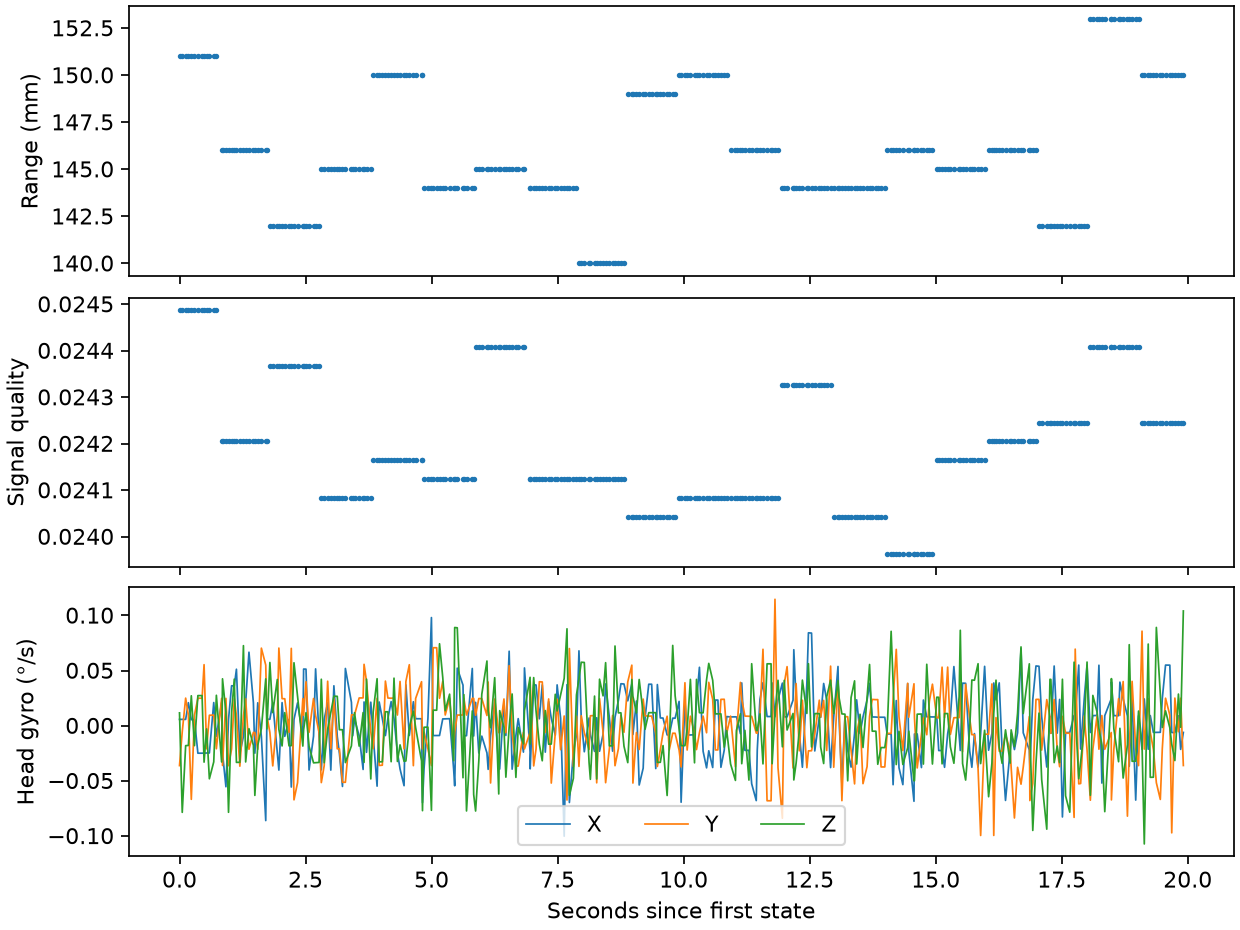 Range (mm)
152.5
150.0
147.5
145.0
142.5
140.0
Signal quality
0.0245
0.0244
0.0243
0.0242
0.0241
0.0240
Head gyro (°/s)
0.10
0.05
0.00
−0.05
−0.10
X Y Z
0.0 2.5 5.0 7.5 10.0 12.5 15.0 17.5 20.0
Seconds since first state